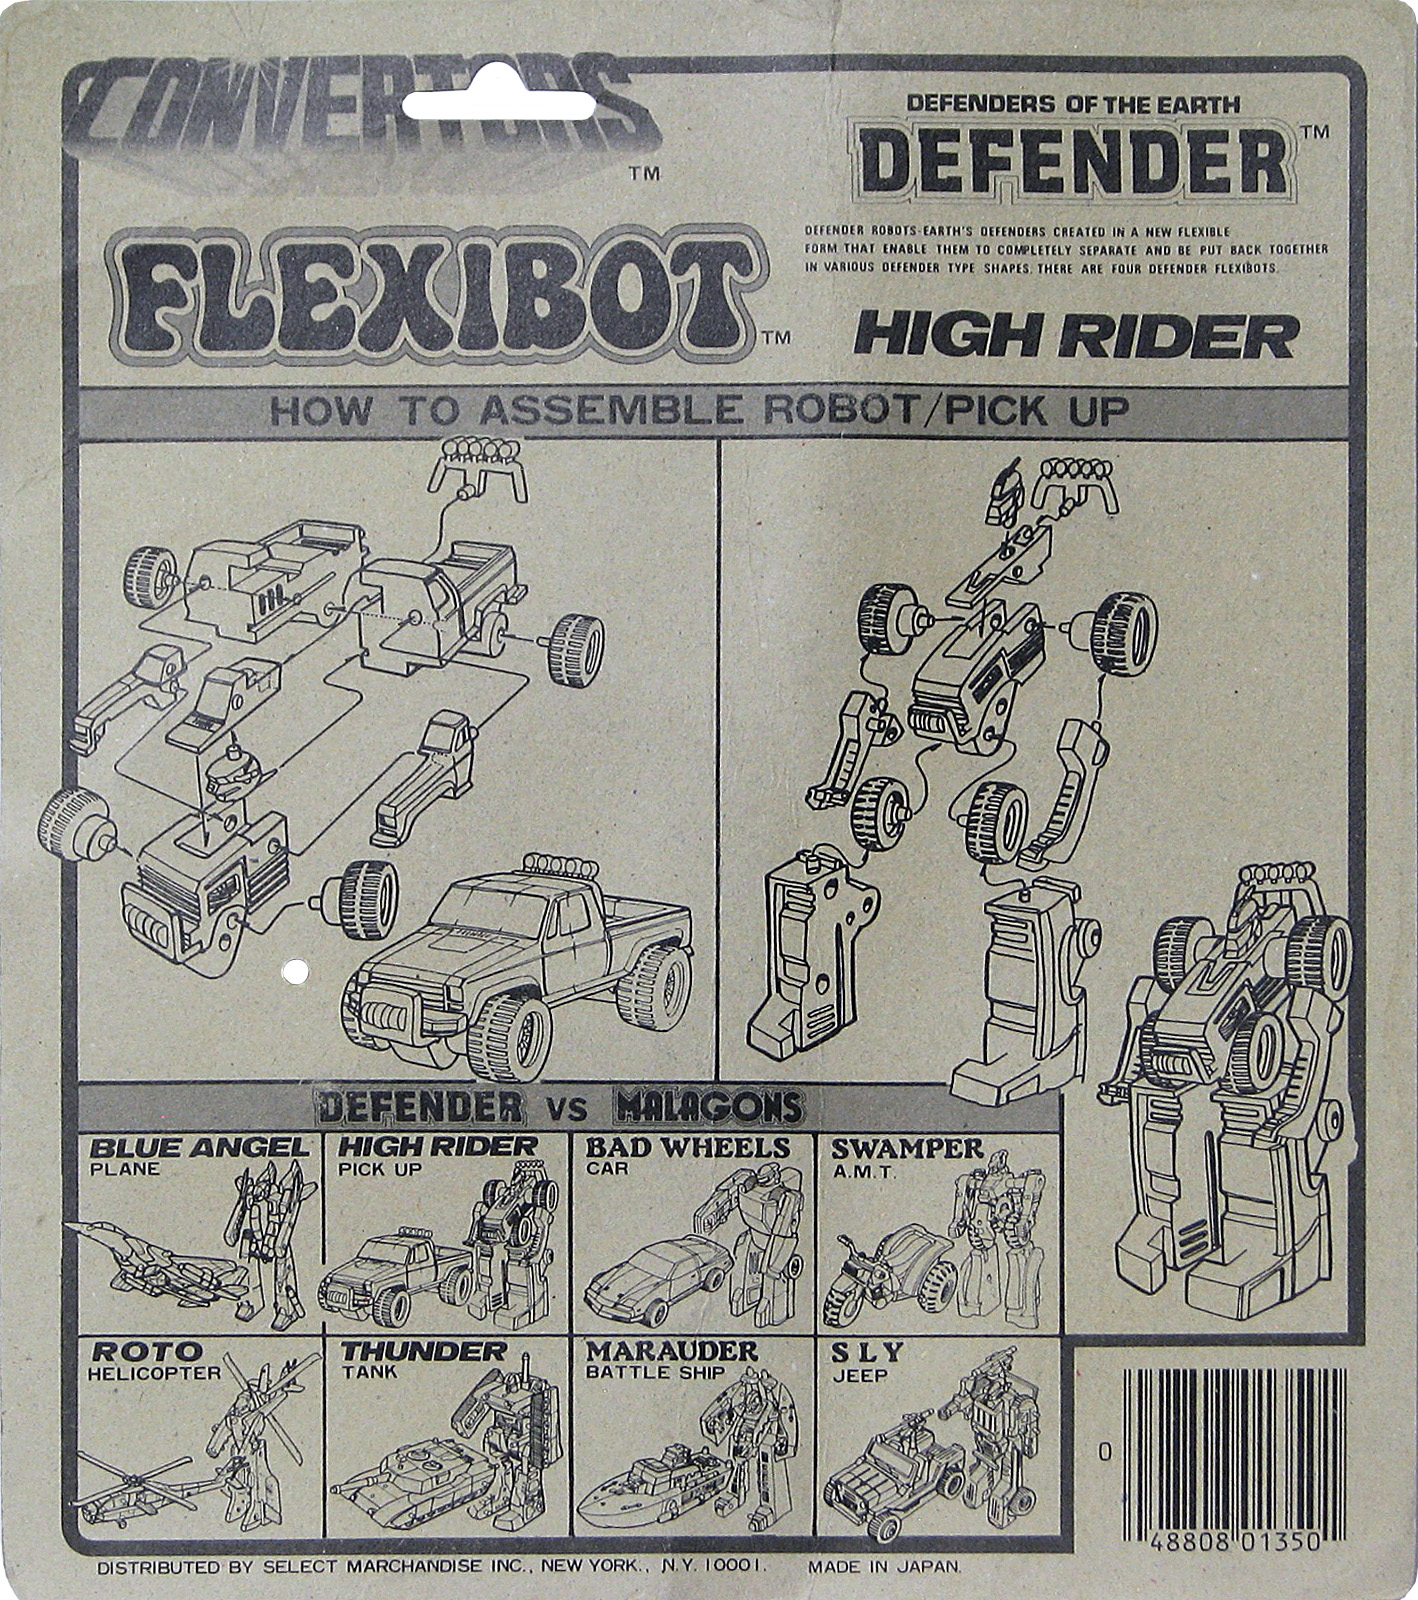 CONVERTORS
TM
FLEXIBOT
TM
DEFENDERS OF THE EARTH
DEFENDER
TM
DEFENDER ROBOTS-EARTH'S DEFENDERS CREATED IN A NEW FLEXIBLE
FORM THAT ENABLE THEM TO COMPLETELY SEPARATE AND BE PUT BACK TOGETHER
IN VARIOUS DEFENDER TYPE SHAPES. THERE ARE FOUR DEFENDER FLEXIBOTS.
HIGH RIDER
HOW TO ASSEMBLE ROBOT/PICK UP
DEFENDER VS MALAGONS
BLUE ANGEL
PLANE
HIGH RIDER
PICK UP
BAD WHEELS
CAR
SWAMPER
A.M.T.
ROTO
HELICOPTER
THUNDER
TANK
MARAUDER
BATTLE SHIP
SLY
JEEP
0
48808 01350
DISTRIBUTED BY SELECT MARCHANDISE INC., NEW YORK., N.Y. 10001. MADE IN JAPAN.